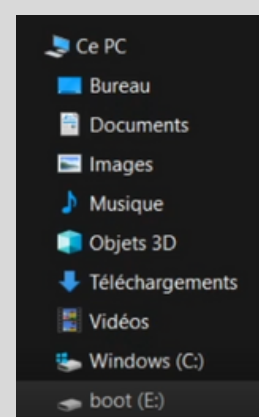 Ce PC
Bureau
Documents
Images
Musique
Objets 3D
Téléchargements
Vidéos
Windows (C:)
boot (E:)